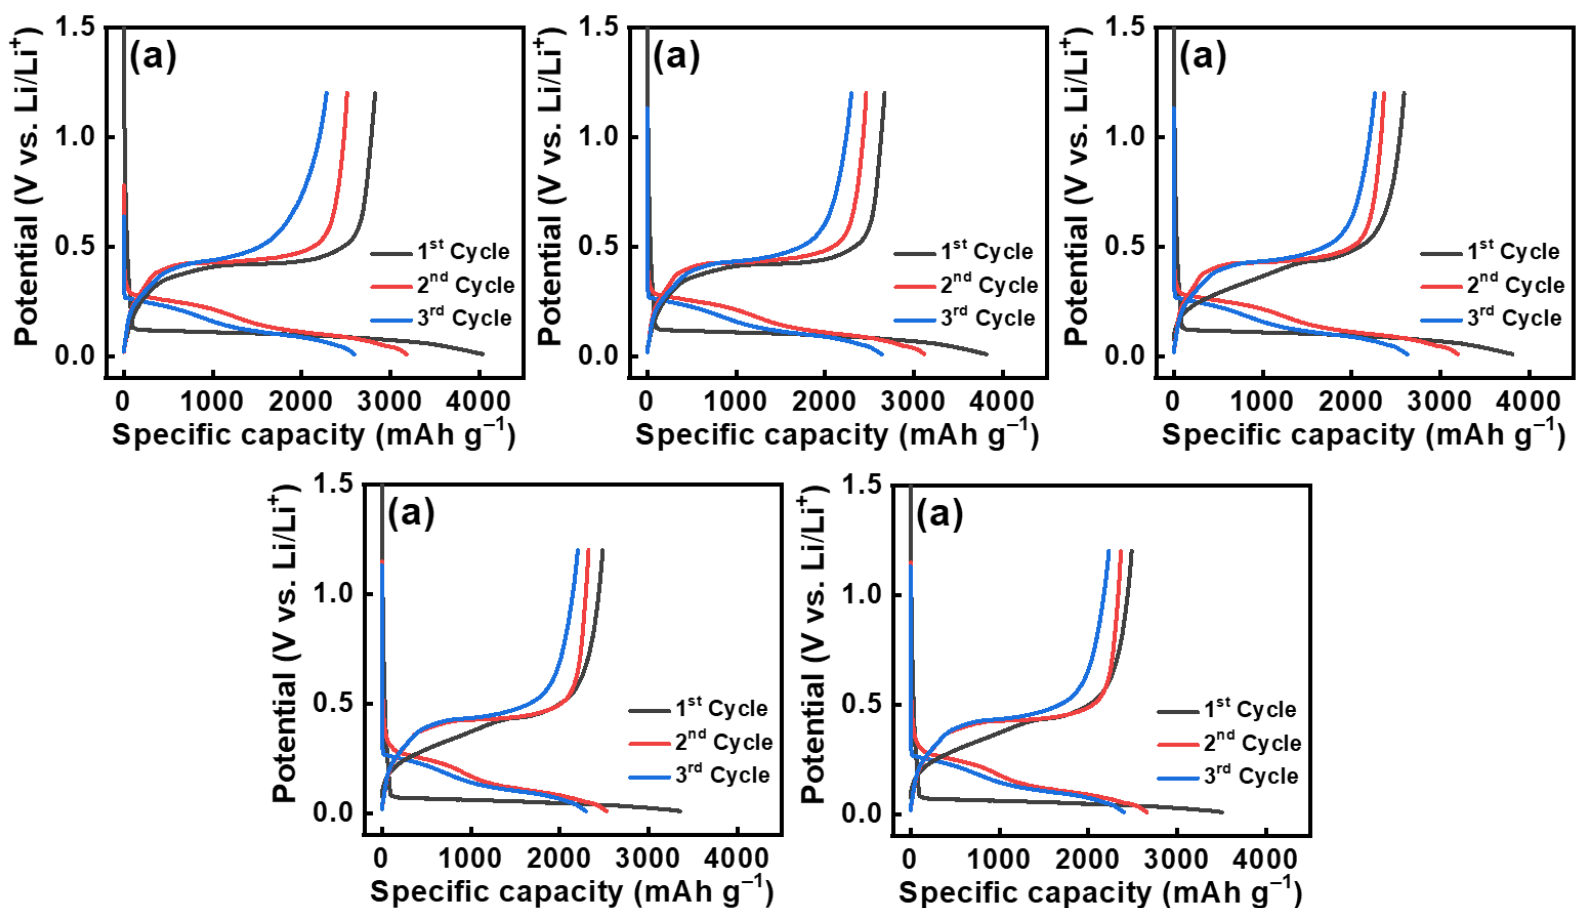 (a)
Potential (V vs. Li/Li⁺)
1.5
1.0
0.5
0.0
1ˢᵗ Cycle
2ⁿᵈ Cycle
3ʳᵈ Cycle
0 1000 2000 3000 4000
Specific capacity (mAh g⁻¹)
(a)
Potential (V vs. Li/Li⁺)
1.5
1.0
0.5
0.0
1ˢᵗ Cycle
2ⁿᵈ Cycle
3ʳᵈ Cycle
0 1000 2000 3000 4000
Specific capacity (mAh g⁻¹)
(a)
Potential (V vs. Li/Li⁺)
1.5
1.0
0.5
0.0
1ˢᵗ Cycle
2ⁿᵈ Cycle
3ʳᵈ Cycle
0 1000 2000 3000 4000
Specific capacity (mAh g⁻¹)
(a)
Potential (V vs. Li/Li⁺)
1.5
1.0
0.5
0.0
1ˢᵗ Cycle
2ⁿᵈ Cycle
3ʳᵈ Cycle
0 1000 2000 3000 4000
Specific capacity (mAh g⁻¹)
(a)
Potential (V vs. Li/Li⁺)
1.5
1.0
0.5
0.0
1ˢᵗ Cycle
2ⁿᵈ Cycle
3ʳᵈ Cycle
0 1000 2000 3000 4000
Specific capacity (mAh g⁻¹)